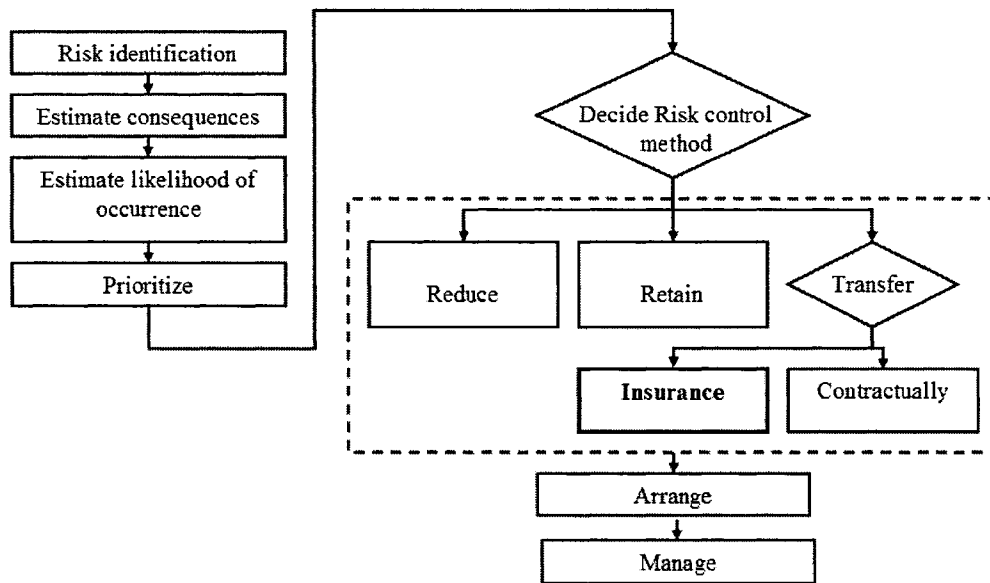 Risk identification
Estimate consequences
Estimate likelihood of
occurrence
Prioritize
Decide Risk control
method
Reduce
Retain
Transfer
Insurance
Contractually
Arrange
Manage